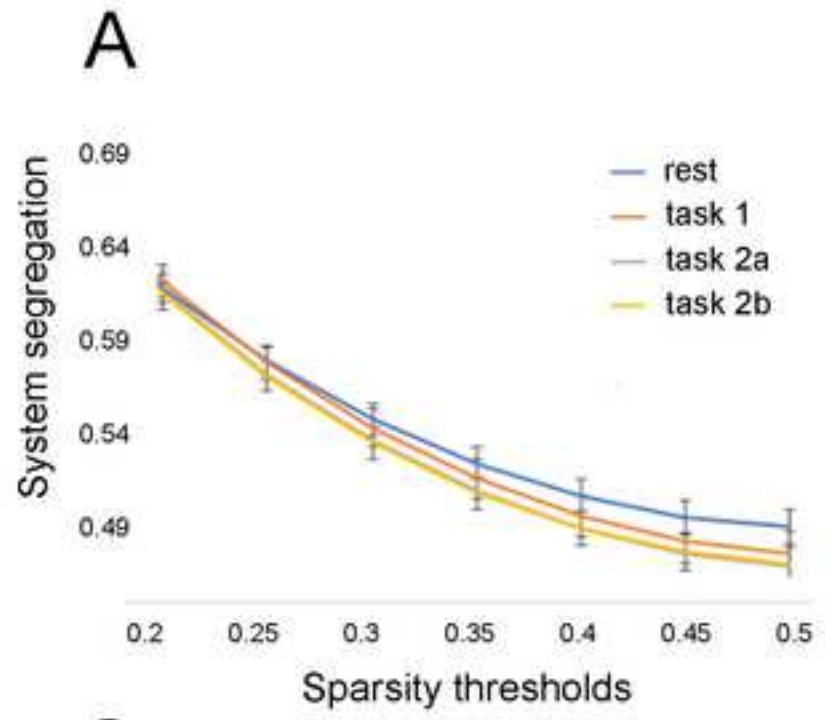 A
0.69
0.64
0.59
0.54
0.49
System segregation
rest
task 1
task 2a
task 2b
0.2 0.25 0.3 0.35 0.4 0.45 0.5
Sparsity thresholds